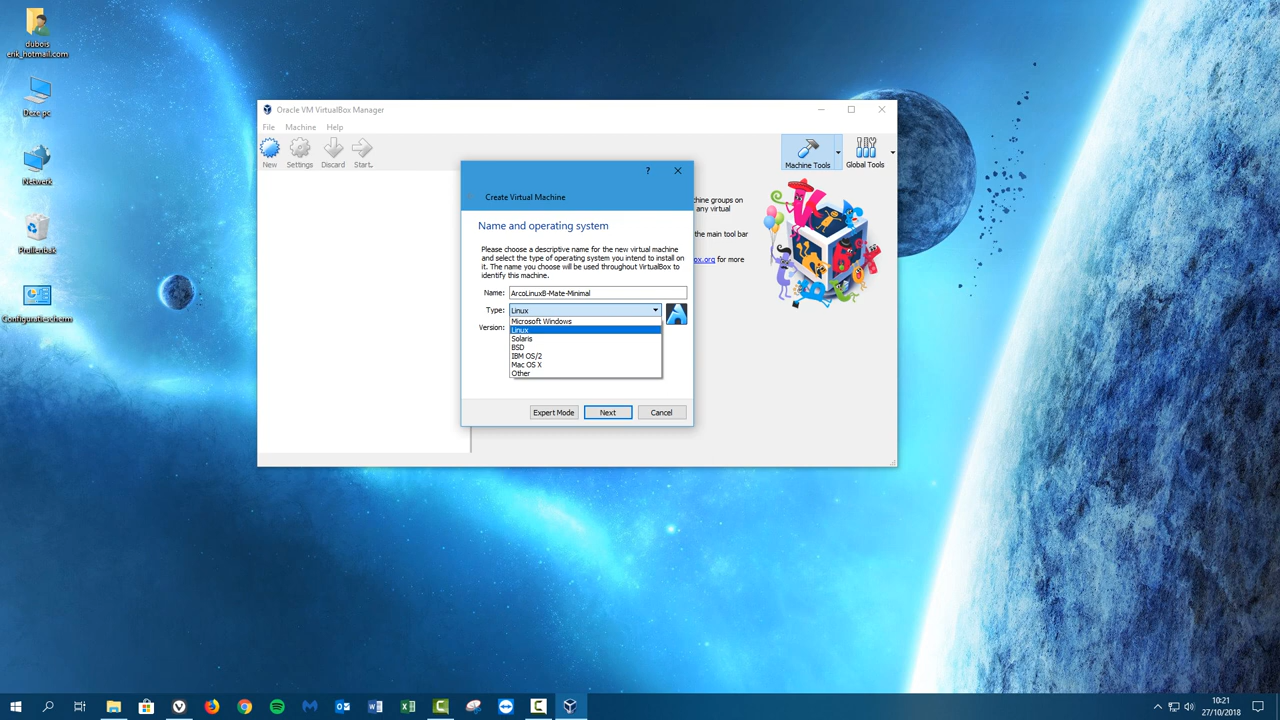 dubois
erik_hotmail.com
Deze pc
Netwerk
Prullenbak
Configuratiescherm
Oracle VM VirtualBox Manager
File Machine Help
New Settings Discard Start
Machine Tools Global Tools
Create Virtual Machine
Name and operating system
Please choose a descriptive name for the new virtual machine
and select the type of operating system you intend to install on
it. The name you choose will be used throughout VirtualBox to
identify this machine.
Name: ArcoLinuxB-Mate-Minimal
Type: Linux
Version:
Microsoft Windows
Linux
Solaris
BSD
IBM OS/2
Mac OS X
Other
Expert Mode Next Cancel
chine groups on
any virtual
the main tool bar
ox.org for more
10:21
27/10/2018